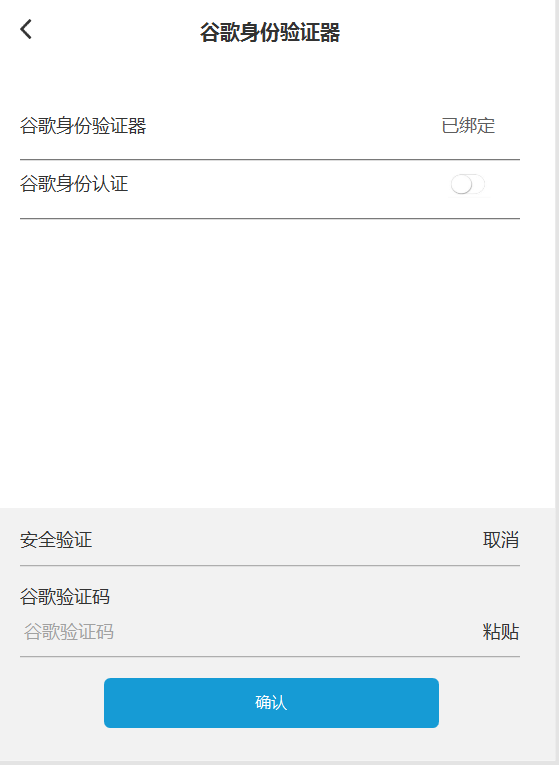 谷歌身份验证器
谷歌身份验证器 已绑定
谷歌身份认证
安全验证 取消
谷歌验证码
谷歌验证码 粘贴
确认